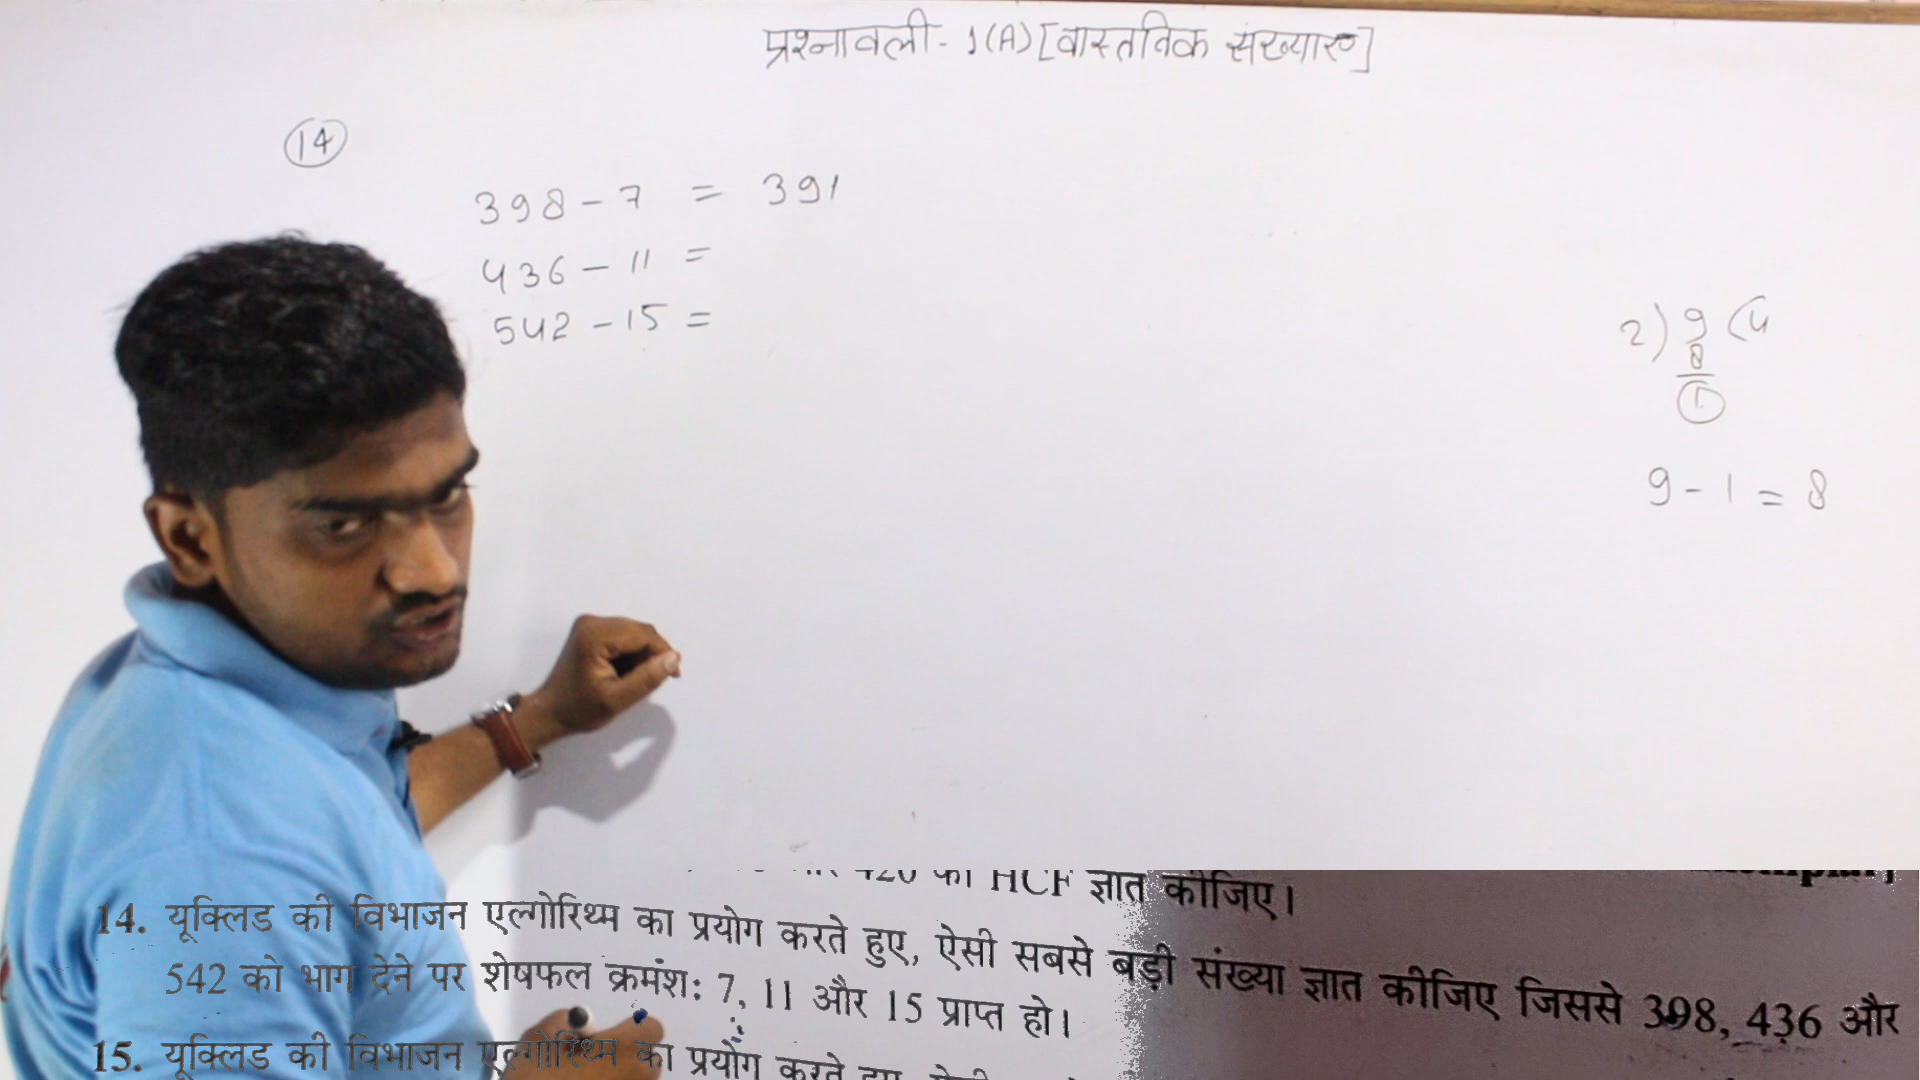 प्रश्नावली - 1(A) [वास्तविक संख्याएँ]
14
398 - 7 = 391
436 - 11 =
542 - 15 =
2) 9 (4
8
1
9 - 1 = 8
420 का HCF ज्ञात कीजिए।
14. यूक्लिड की विभाजन एल्गोरिथ्म का प्रयोग करते हुए, ऐसी सबसे बड़ी संख्या ज्ञात कीजिए जिससे 398, 436 और
542 को भाग देने पर शेषफल क्रमंश: 7, 11 और 15 प्राप्त हो।
15. यूक्लिड की विभाजन एल्गोरिथ्म का प्रयोग करते हुए,